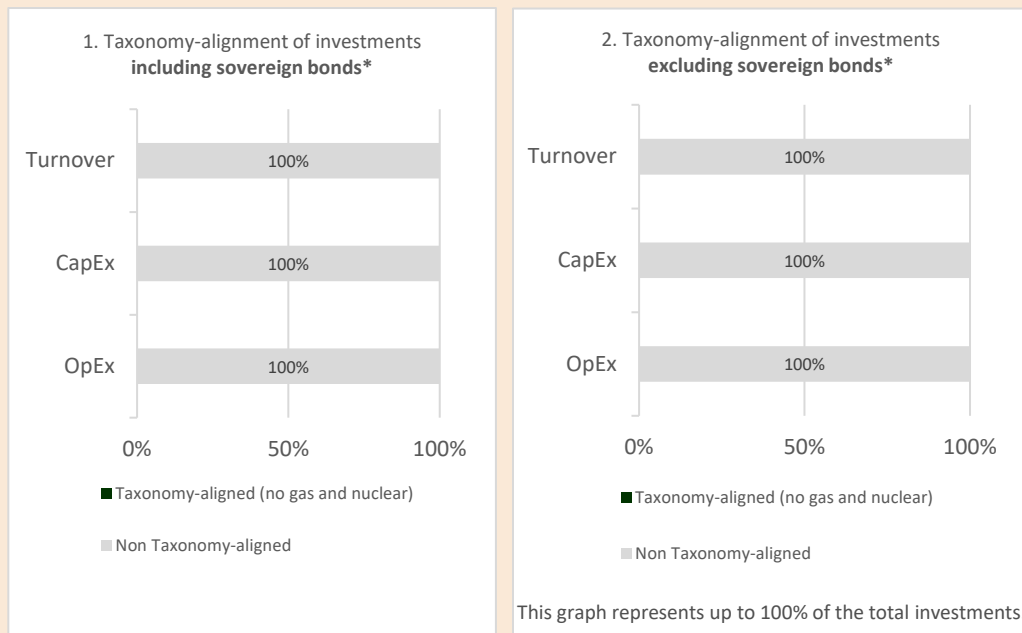 1. Taxonomy-alignment of investments
including sovereign bonds*
Turnover
100%
CapEx
100%
OpEx
100%
0%
50%
100%
Taxonomy-aligned (no gas and nuclear)
Non Taxonomy-aligned
2. Taxonomy-alignment of investments
excluding sovereign bonds*
Turnover
100%
CapEx
100%
OpEx
100%
0%
50%
100%
Taxonomy-aligned (no gas and nuclear)
Non Taxonomy-aligned
This graph represents up to 100% of the total investments